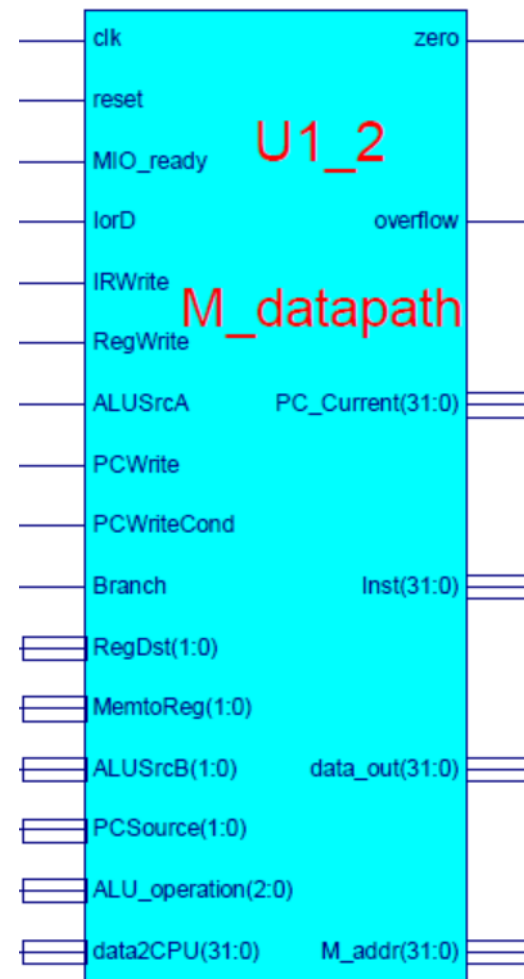 clk zero
reset
U1_2
MIO_ready
IorD overflow
IRWrite
M_datapath
RegWrite
ALUSrcA PC_Current(31:0)
PCWrite
PCWriteCond
Branch Inst(31:0)
RegDst(1:0)
MemtoReg(1:0)
ALUSrcB(1:0) data_out(31:0)
PCSource(1:0)
ALU_operation(2:0)
data2CPU(31:0) M_addr(31:0)